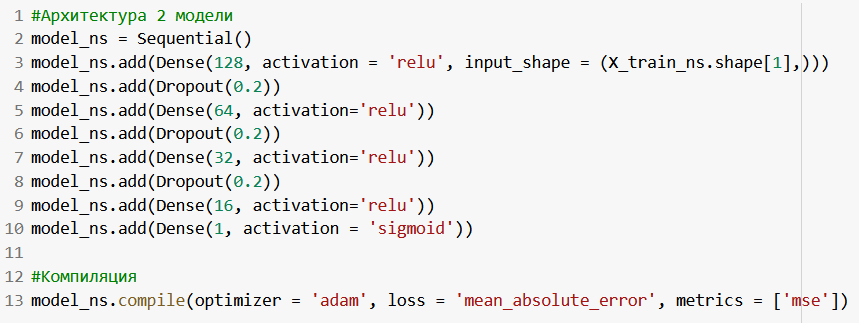 1 #Архитектура 2 модели
2 model_ns = Sequential()
3 model_ns.add(Dense(128, activation = 'relu', input_shape = (X_train_ns.shape[1],)))
4 model_ns.add(Dropout(0.2))
5 model_ns.add(Dense(64, activation='relu'))
6 model_ns.add(Dropout(0.2))
7 model_ns.add(Dense(32, activation='relu'))
8 model_ns.add(Dropout(0.2))
9 model_ns.add(Dense(16, activation='relu'))
10 model_ns.add(Dense(1, activation = 'sigmoid'))
11
12 #Компиляция
13 model_ns.compile(optimizer = 'adam', loss = 'mean_absolute_error', metrics = ['mse'])